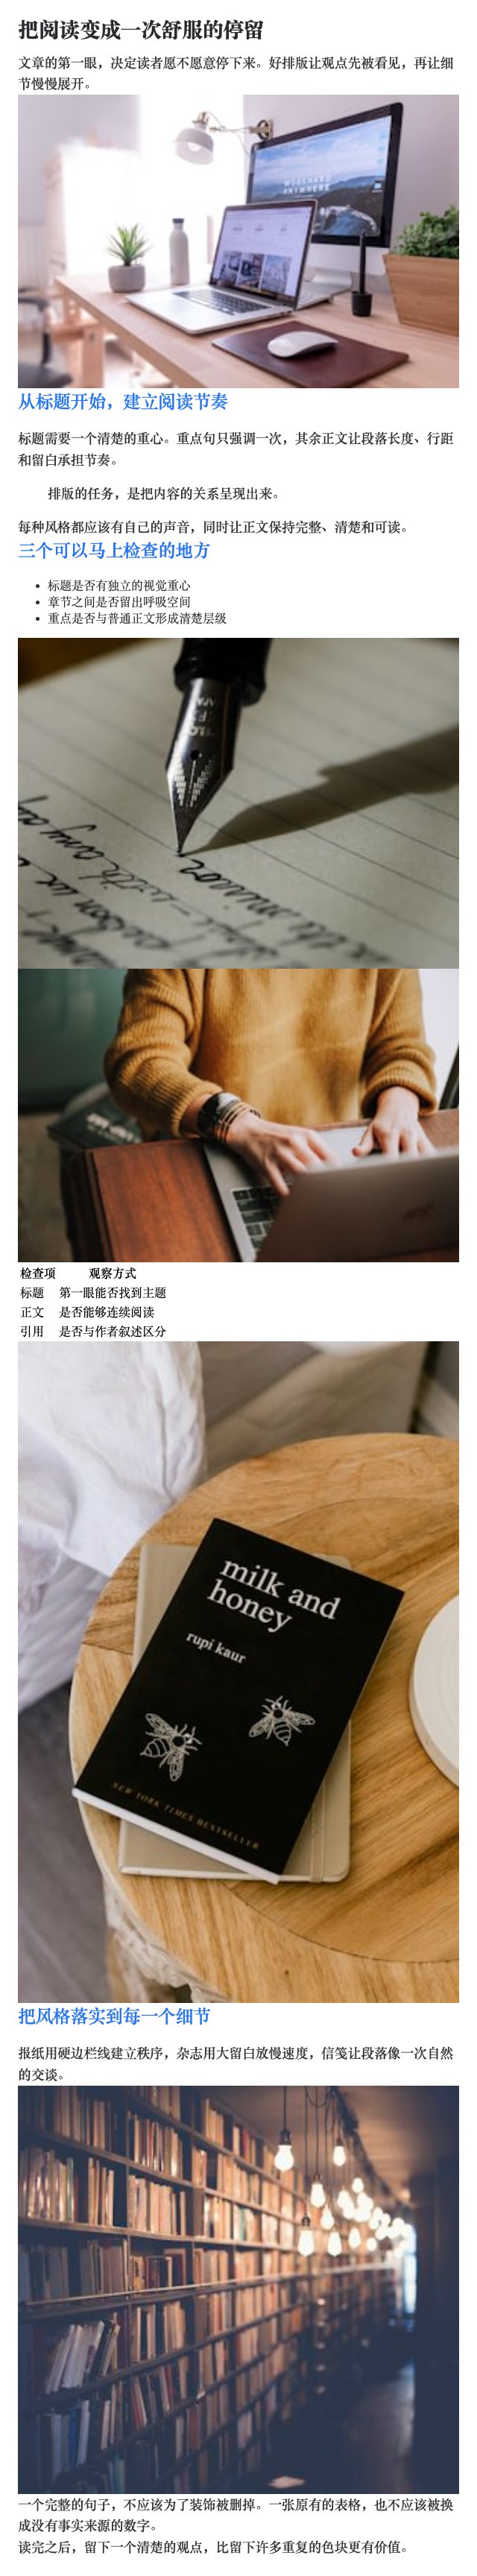 把阅读变成一次舒服的停留
文章的第一眼，决定读者愿不愿意停下来。好排版让观点先被看见，再让细
节慢慢展开。
WORKHARD
ANYWHERE
从标题开始，建立阅读节奏
标题需要一个清楚的重心。重点句只强调一次，其余正文让段落长度、行距
和留白承担节奏。
排版的任务，是把内容的关系呈现出来。
每种风格都应该有自己的声音，同时让正文保持完整、清楚和可读。
三个可以马上检查的地方
• 标题是否有独立的视觉重心
• 章节之间是否留出呼吸空间
• 重点是否与普通正文形成清楚层级
检查项 观察方式
标题 第一眼能否找到主题
正文 是否能够连续阅读
引用 是否与作者叙述区分
milk and
honey
rupi kaur
NEW YORK TIMES BESTSELLER
把风格落实到每一个细节
报纸用硬边栏线建立秩序，杂志用大留白放慢速度，信笺让段落像一次自然
的交谈。
一个完整的句子，不应该为了装饰被删掉。一张原有的表格，也不应该被换
成没有事实来源的数字。
读完之后，留下一个清楚的观点，比留下许多重复的色块更有价值。